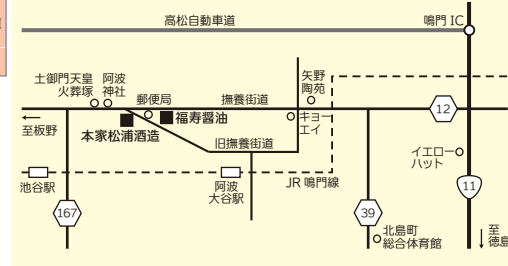 高松自動車道
鳴門 IC
土御門天皇
火葬塚
阿波
神社
郵便局
撫養街道
矢野
陶苑
12
福寿醤油
キョー
エイ
至板野
本家松浦酒造
旧撫養街道
イエロー
ハット
池谷駅
阿波
大谷駅
JR 鳴門線
11
167
39
北島町
総合体育館
至
徳島